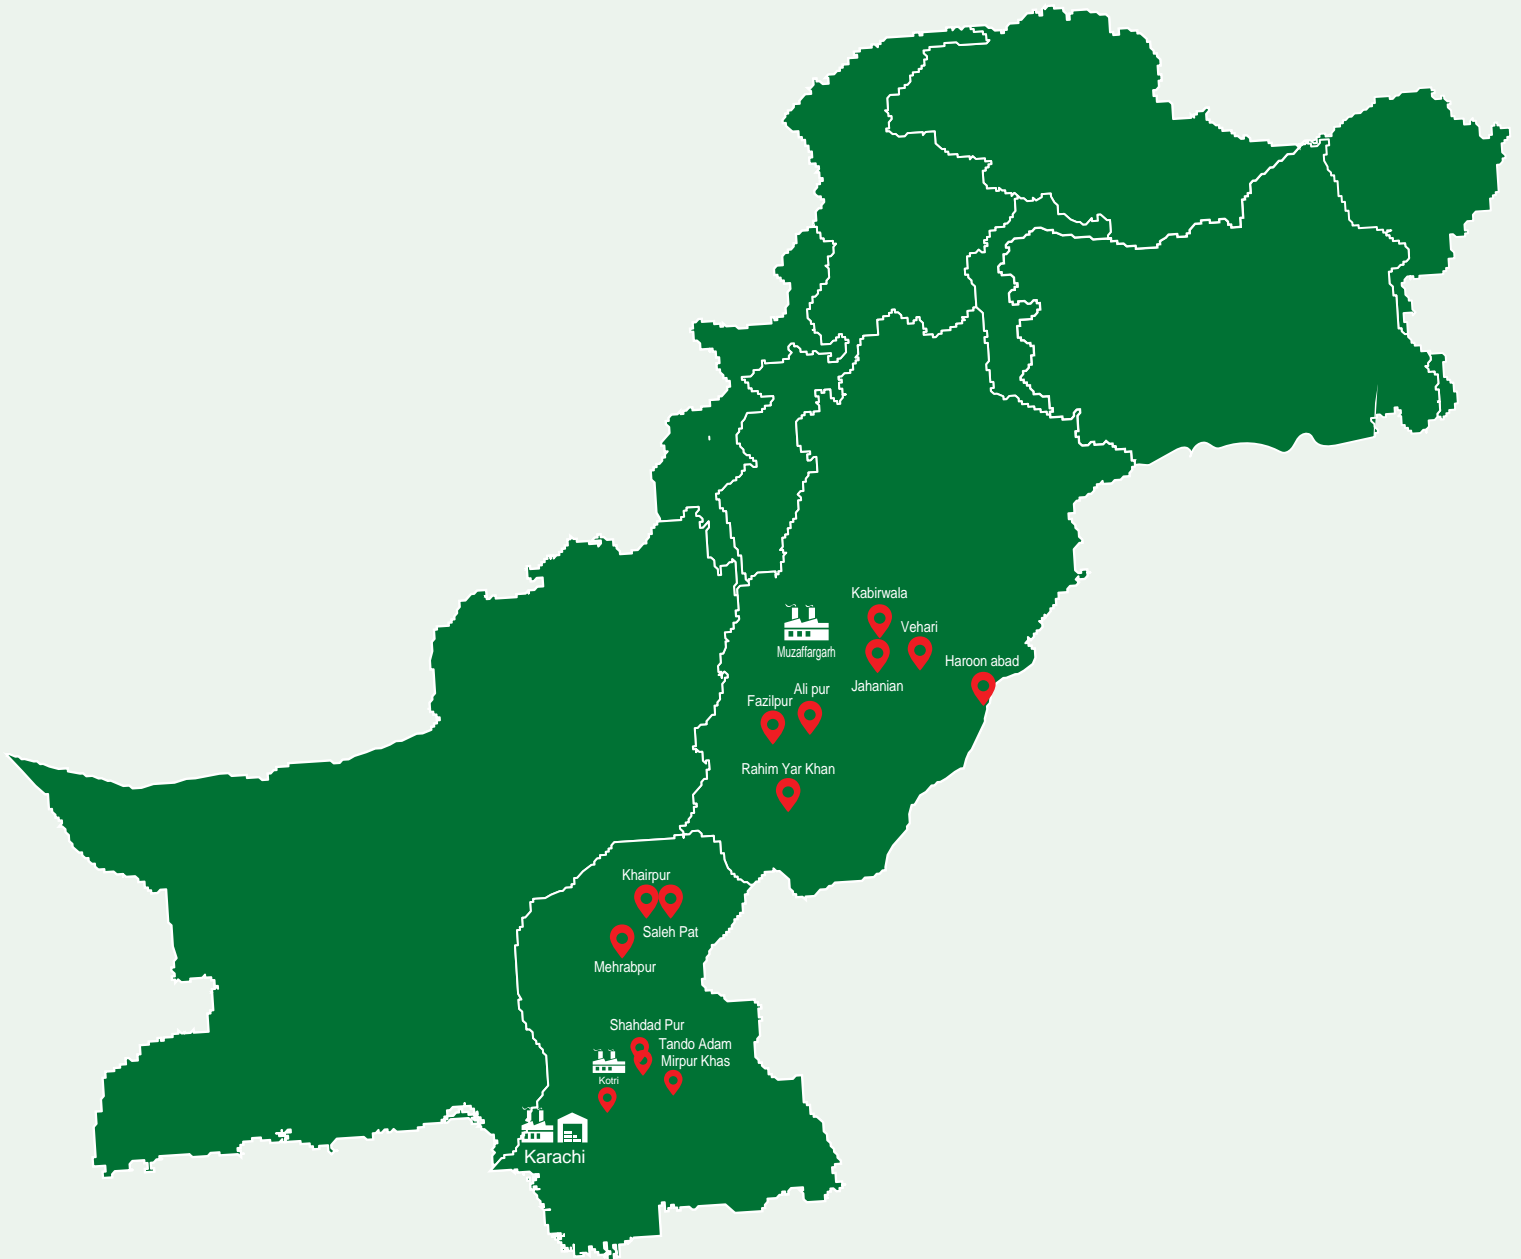 Kabirwala
Vehari
Muzaffargarh
Haroon abad
Jahanian
Ali pur
Fazilpur
Rahim Yar Khan
Khairpur
Saleh Pat
Mehrabpur
Shahdad Pur
Tando Adam
Mirpur Khas
Kotri
Karachi